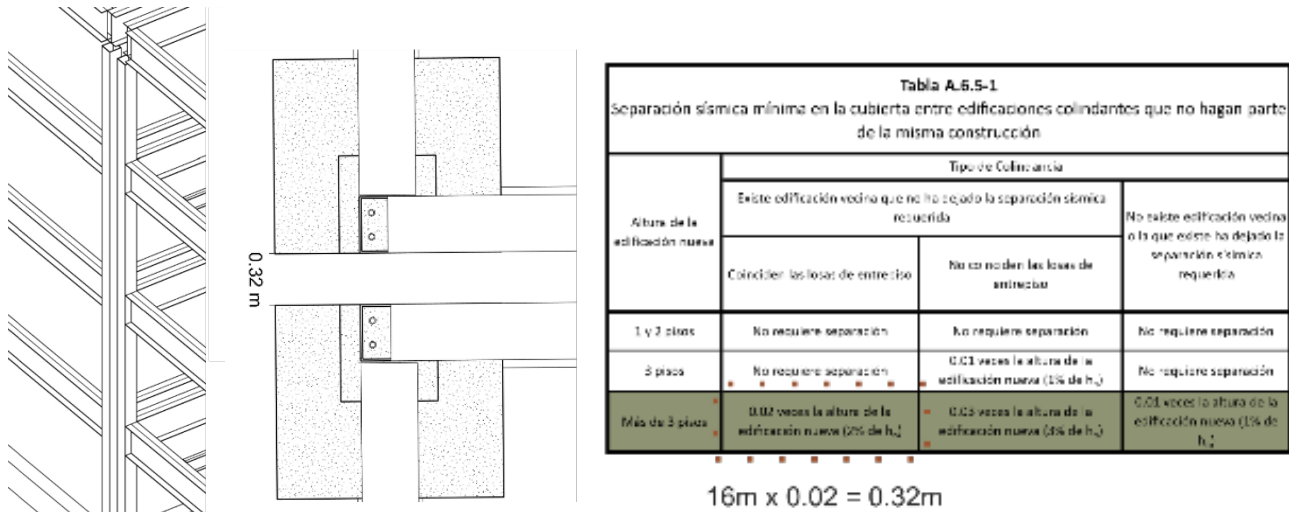 0.32 m
Tabla A.6.5-1
Separación sísmica mínima en la cubierta entre edificaciones colindantes que no hagan parte
de la misma construcción
Altura de la
edificación nueva
Tipo de Colindancia
Existe edificación vecina que no ha dejado la separación sísmica
requerida
Coinciden las losas de entrepiso
No coinciden las losas de
entrepiso
No existe edificación vecina
o la que existe ha dejado la
separación sísmica
requerida
1 y 2 pisos
No requiere separación
No requiere separación
No requiere separación
3 pisos
No requiere separación
0.01 veces la altura de la
edificación nueva (1% de hₙ)
No requiere separación
Más de 3 pisos
0.02 veces la altura de la
edificación nueva (2% de hₙ)
0.03 veces la altura de la
edificación nueva (3% de hₙ)
0.01 veces la altura de la
edificación nueva (1% de
hₙ)
16m x 0.02 = 0.32m